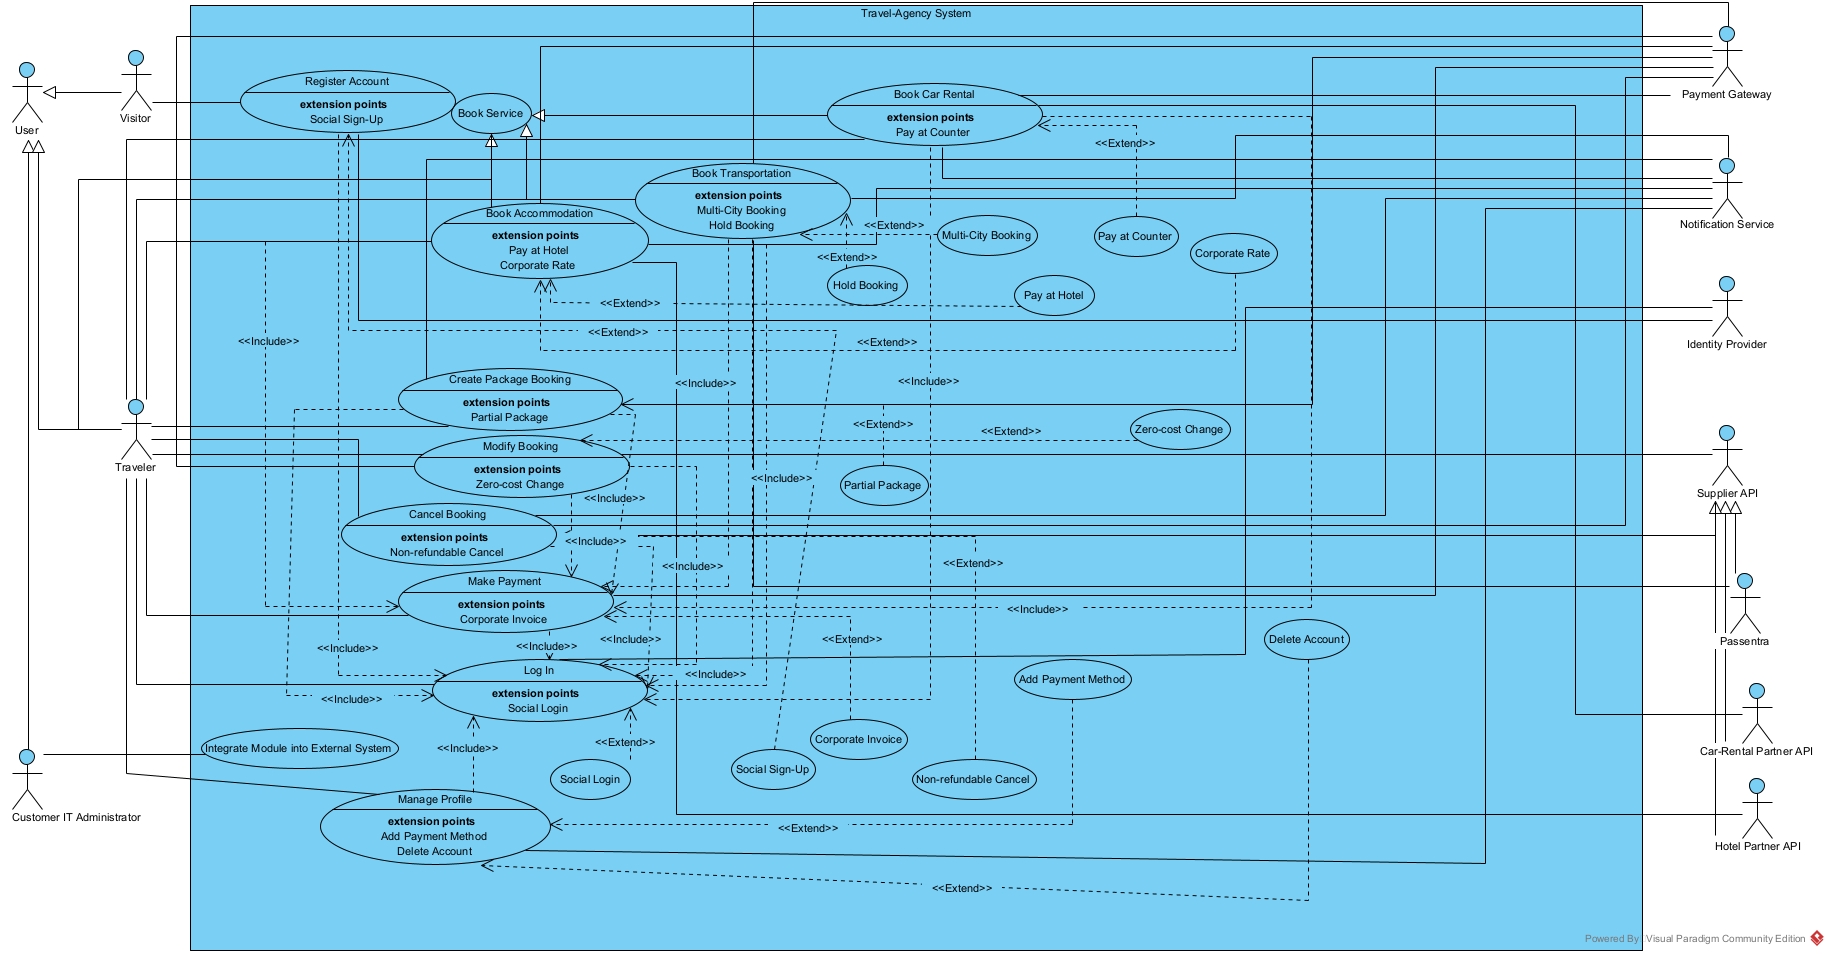 Travel-Agency System
User
Visitor
Register Account
extension points
Social Sign-Up
Book Service
Book Car Rental
extension points
Pay at Counter
Payment Gateway
<<Extend>>
Book Transportation
extension points
Multi-City Booking
Hold Booking
Book Accommodation
extension points
Pay at Hotel
Corporate Rate
<<Extend>>
Multi-City Booking
Pay at Counter
Corporate Rate
Notification Service
<<Extend>>
Hold Booking
Pay at Hotel
<<Extend>>
<<Extend>>
<<Extend>>
<<Include>>
Identity Provider
Create Package Booking
extension points
Partial Package
<<Include>>
<<Include>>
<<Extend>>
<<Extend>>
Zero-cost Change
Traveler
Modify Booking
extension points
Zero-cost Change
<<Include>>
<<Include>>
Partial Package
Supplier API
Cancel Booking
extension points
Non-refundable Cancel
<<Include>>
<<Include>>
<<Extend>>
Make Payment
extension points
Corporate Invoice
<<Include>>
<<Include>>
<<Include>>
<<Include>>
<<Extend>>
Delete Account
Passentra
Log In
extension points
Social Login
<<Include>>
<<Include>>
Add Payment Method
Integrate Module into External System
<<Include>>
<<Extend>>
Social Login
Social Sign-Up
Corporate Invoice
Non-refundable Cancel
Car-Rental Partner API
Customer IT Administrator
Manage Profile
extension points
Add Payment Method
Delete Account
<<Extend>>
<<Extend>>
Hotel Partner API
Powered By Visual Paradigm Community Edition